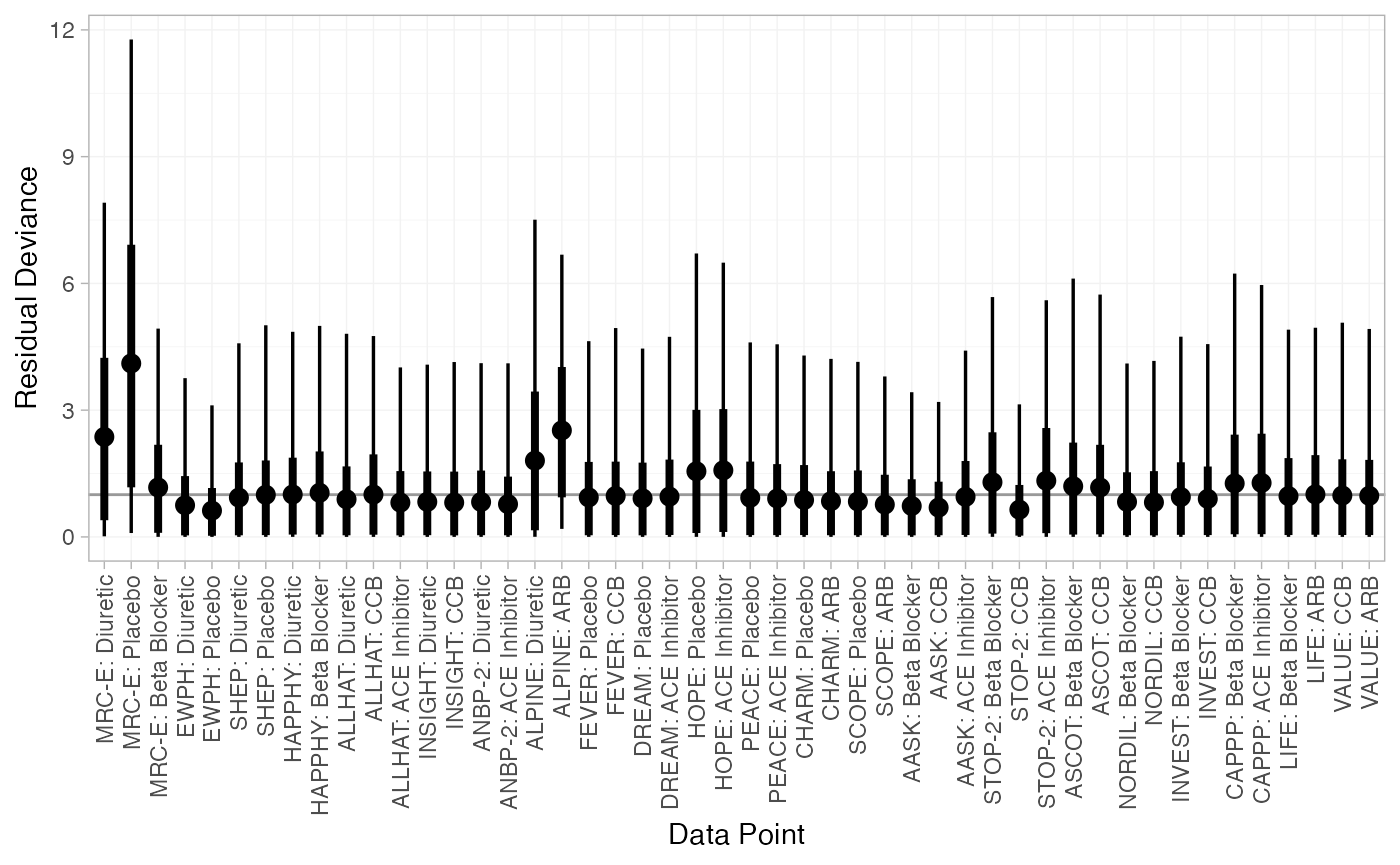 12
9
6
3
0
Residual Deviance
MRC-E: Diuretic
MRC-E: Placebo
MRC-E: Beta Blocker
EWPH: Diuretic
EWPH: Placebo
SHEP: Diuretic
SHEP: Placebo
HAPPHY: Diuretic
HAPPHY: Beta Blocker
ALLHAT: Diuretic
ALLHAT: CCB
ALLHAT: ACE Inhibitor
INSIGHT: Diuretic
INSIGHT: CCB
ANBP-2: Diuretic
ANBP-2: ACE Inhibitor
ALPINE: Diuretic
ALPINE: ARB
FEVER: Placebo
FEVER: CCB
DREAM: Placebo
DREAM: ACE Inhibitor
HOPE: Placebo
HOPE: ACE Inhibitor
PEACE: Placebo
PEACE: ACE Inhibitor
CHARM: Placebo
CHARM: ARB
SCOPE: Placebo
SCOPE: ARB
AASK: Beta Blocker
AASK: CCB
AASK: ACE Inhibitor
STOP-2: Beta Blocker
STOP-2: CCB
STOP-2: ACE Inhibitor
ASCOT: Beta Blocker
ASCOT: CCB
NORDIL: Beta Blocker
NORDIL: CCB
INVEST: Beta Blocker
INVEST: CCB
CAPPP: Beta Blocker
CAPPP: ACE Inhibitor
LIFE: Beta Blocker
LIFE: ARB
VALUE: CCB
VALUE: ARB
Data Point